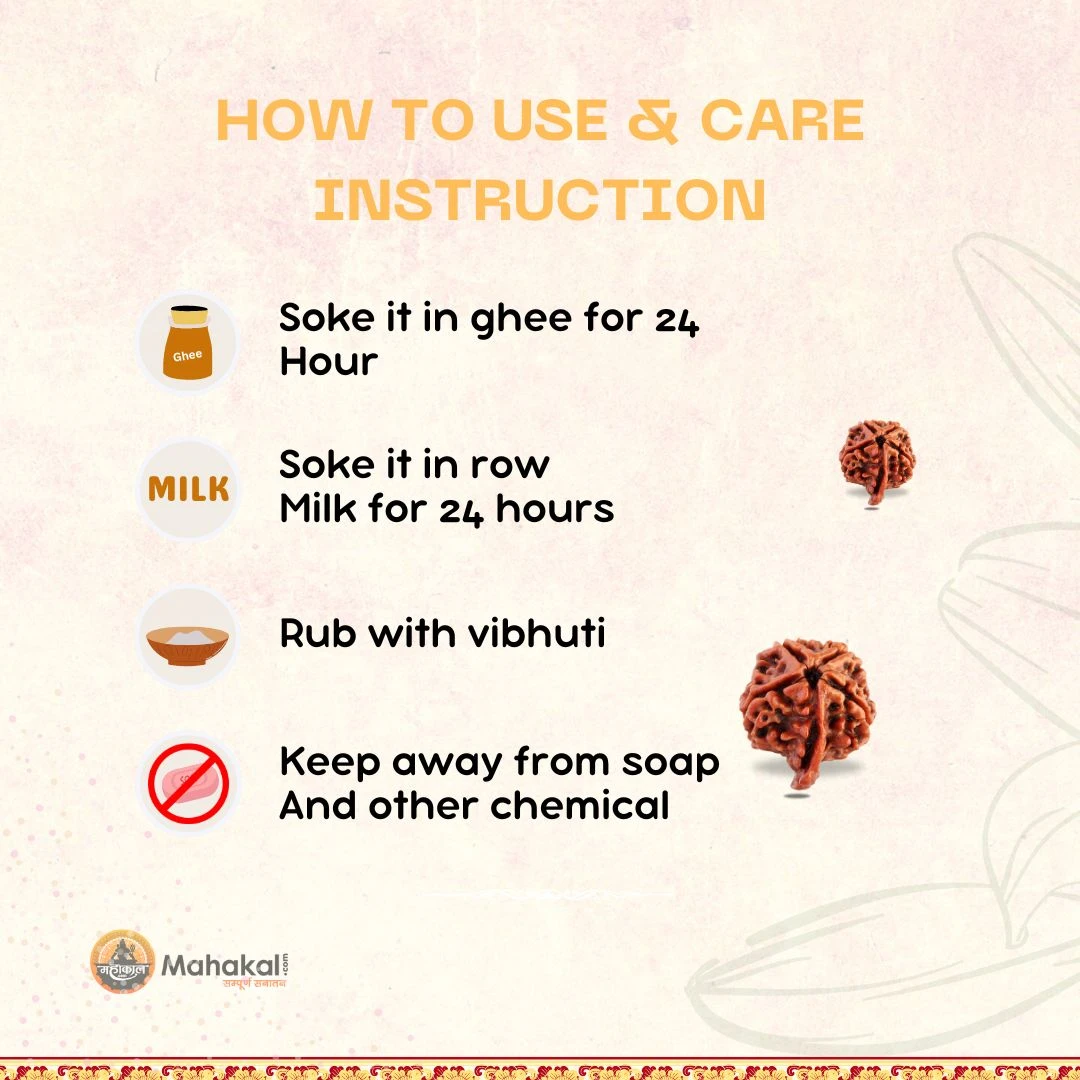 HOW TO USE & CARE
INSTRUCTION
Ghee
Soke it in ghee for 24
Hour
MILK
Soke it in row
Milk for 24 hours
Rub with vibhuti
Keep away from soap
And other chemical
महाकाल
Mahakal.com
सम्पूर्ण सनातन